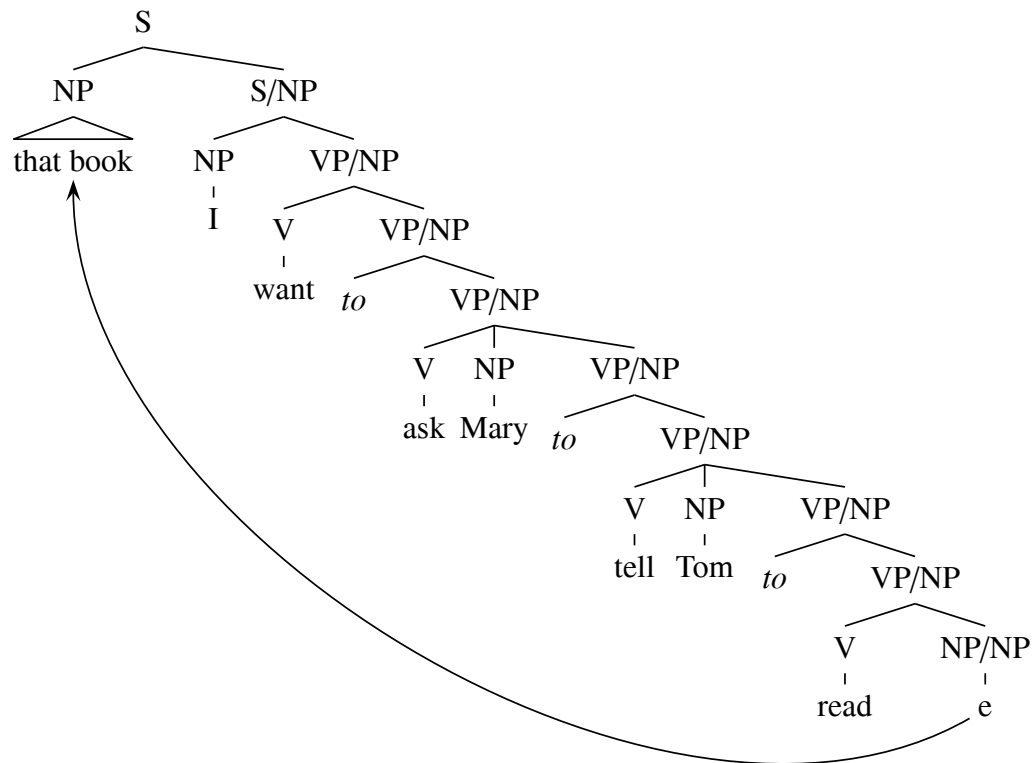 S
NP S/NP
that book NP VP/NP
I V VP/NP
want to VP/NP
V NP VP/NP
ask Mary to VP/NP
V NP VP/NP
tell Tom to VP/NP
V NP/NP
read e